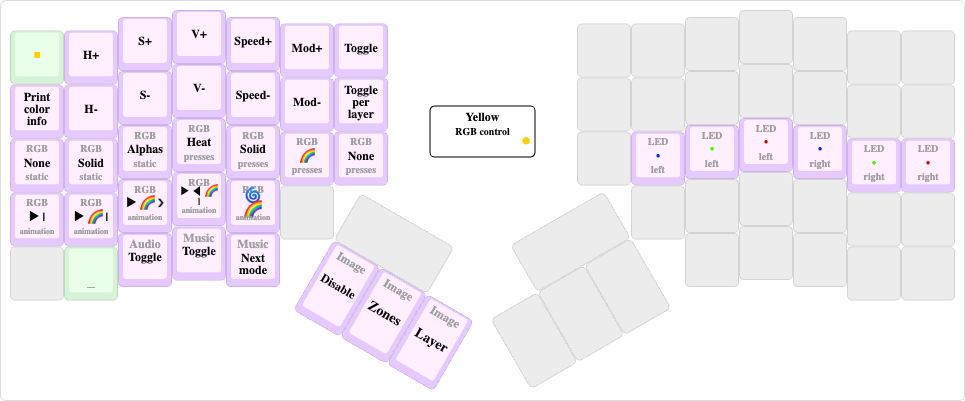 H+
S+
V+
Speed+
Mod+
Toggle
Print
color
info
H-
S-
V-
Speed-
Mod-
Toggle
per
layer
RGB
None
static
RGB
Solid
static
RGB
Alphas
static
RGB
Heat
presses
RGB
Solid
presses
RGB
🌈
presses
RGB
None
presses
RGB
▶ |
animation
RGB
▶ 🌈 |
animation
RGB
▶ 🌈 ›
animation
RGB
▶ ◀ 🌈
|
animation
RGB
🌀
🌈
animation
_
Audio
Toggle
Music
Toggle
Music
Next
mode
Image
Disable
Image
Zones
Image
Layer
Yellow
RGB control
LED
left
LED
left
LED
left
LED
right
LED
right
LED
right